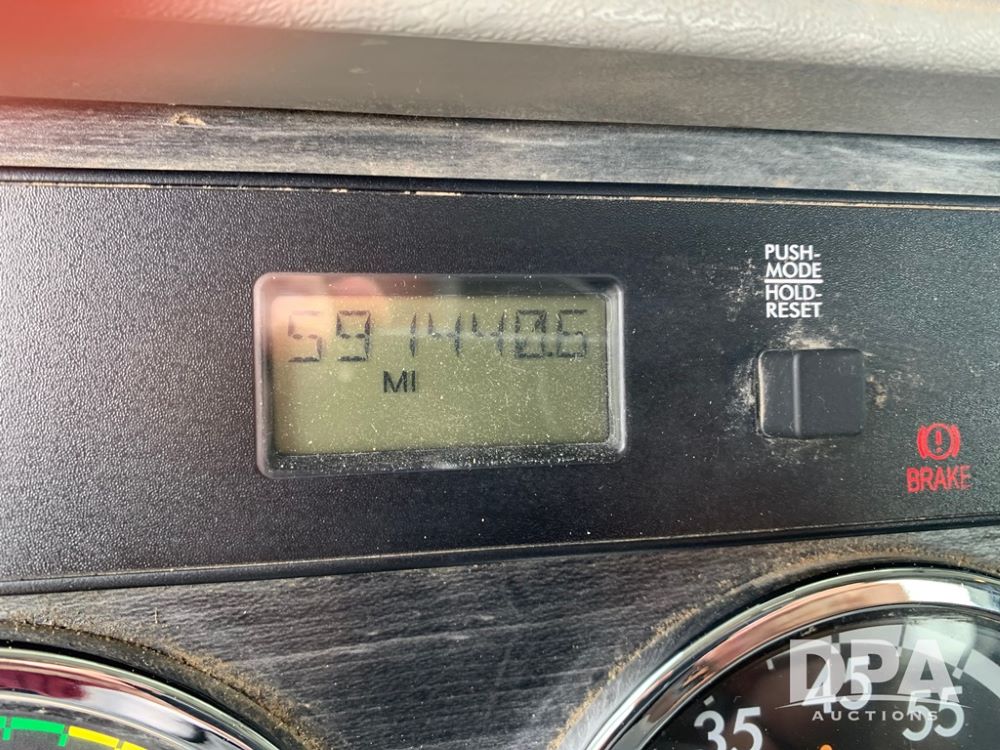 PUSH-
MODE
HOLD-
RESET
591440.6
MI
BRAKE
35 45 55
DPA
AUCTIONS